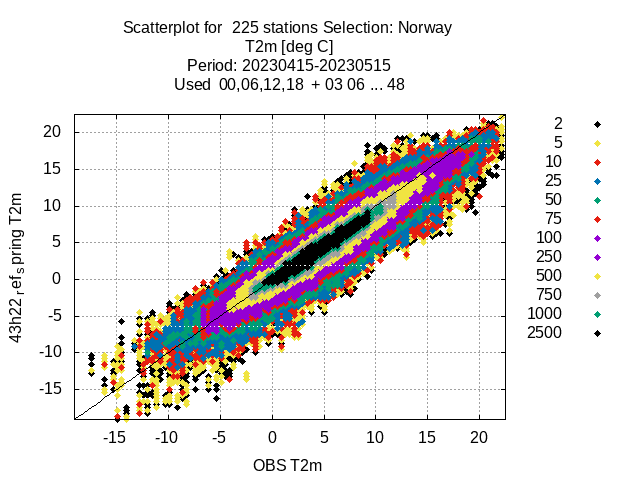 Scatterplot for  225 stations Selection: Norway
T2m [deg C]
Period: 20230415-20230515
Used  00,06,12,18  + 03 06 ... 48
43h22_ref_spring T2m
20
15
10
5
0
-5
-10
-15
-15 -10 -5 0 5 10 15 20
OBS T2m
2
5
10
25
50
75
100
250
500
750
1000
2500